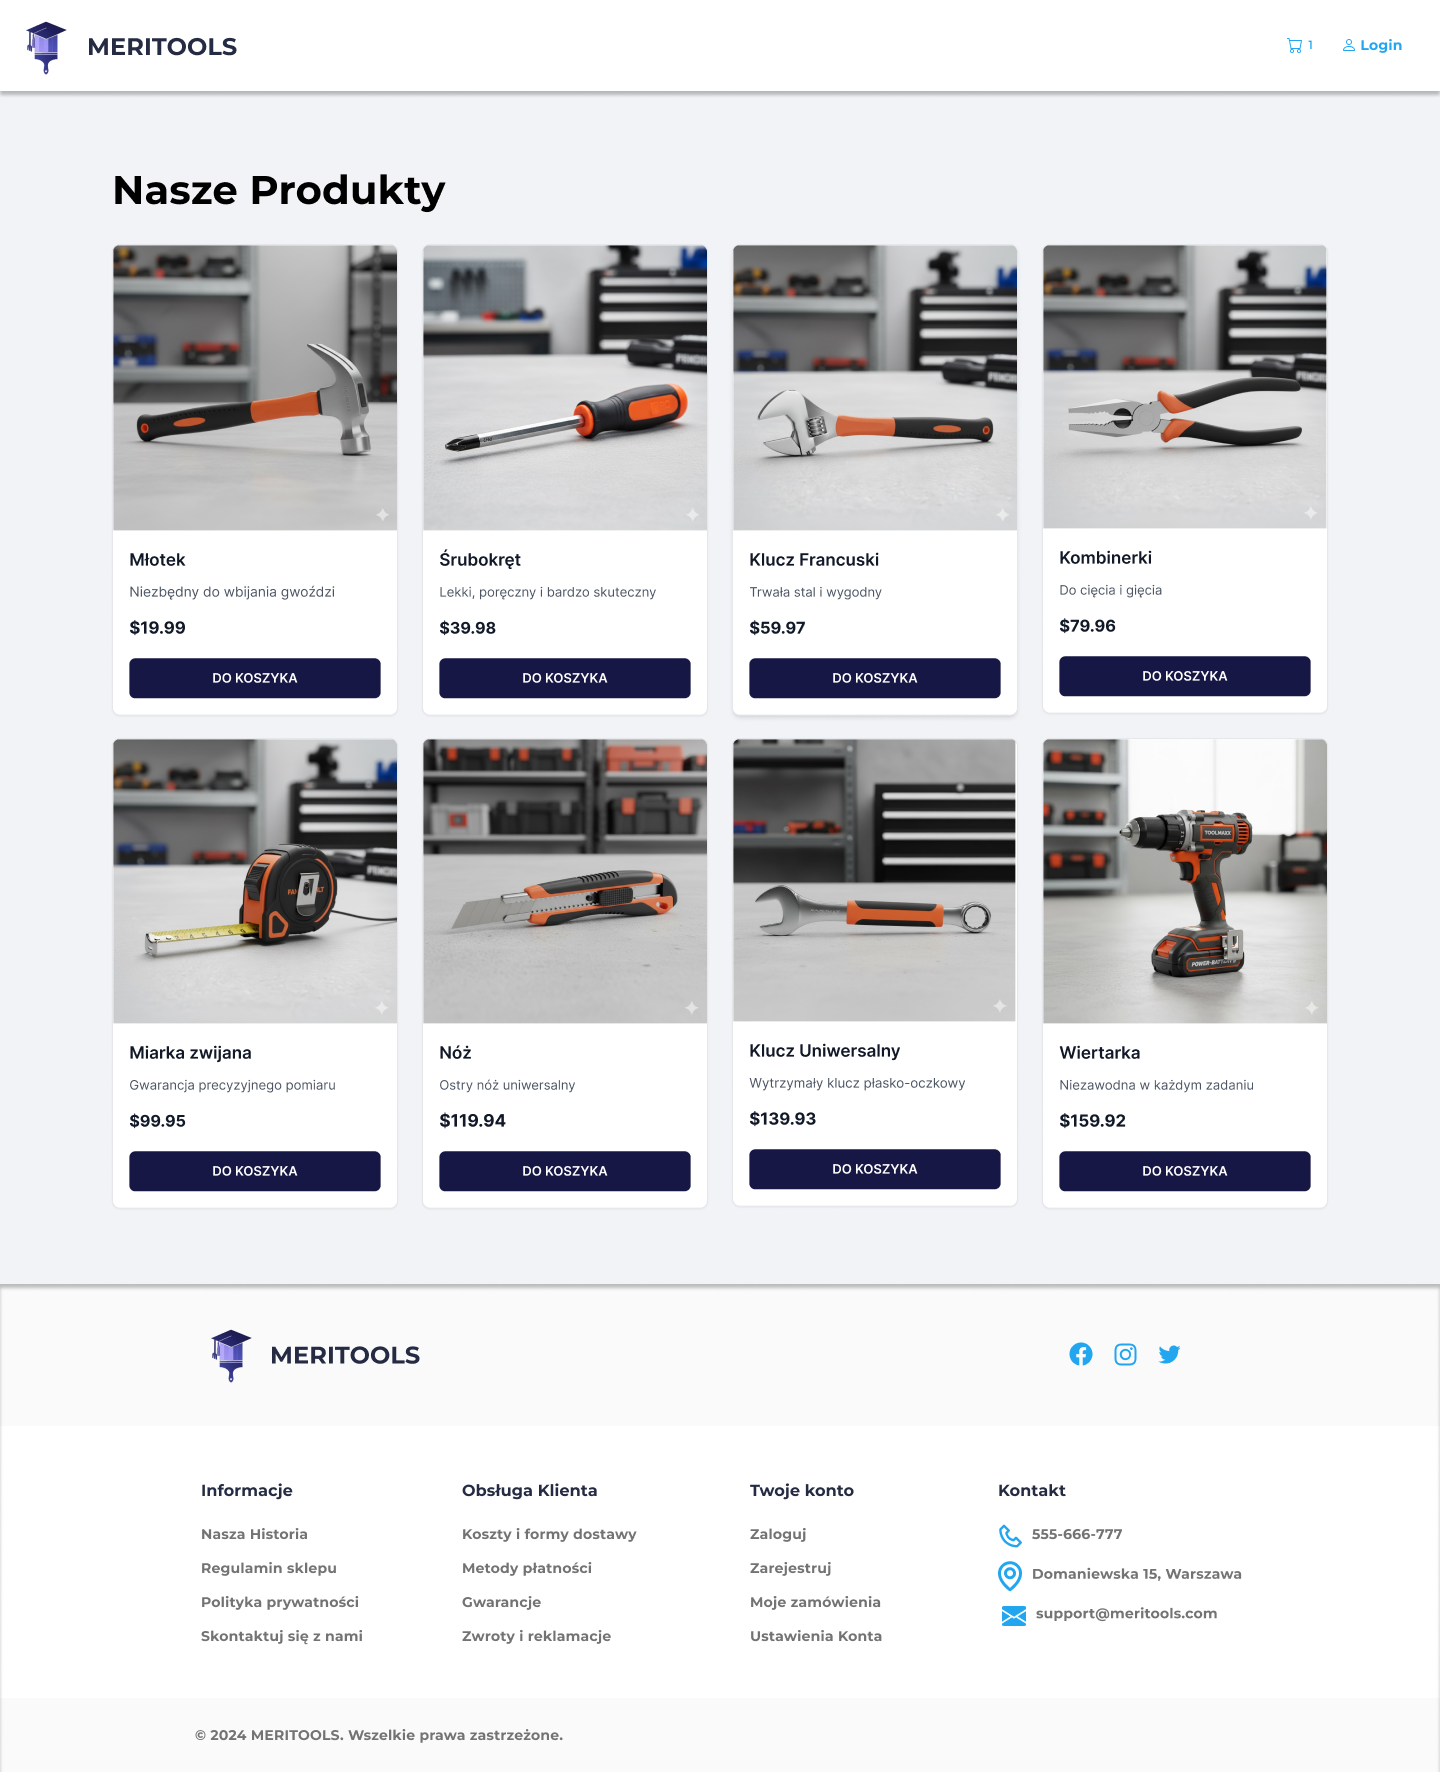 MERITOOLS
1
Login
Nasze Produkty
Młotek
Niezbędny do wbijania gwoździ
$19.99
DO KOSZYKA
Śrubokręt
Lekki, poręczny i bardzo skuteczny
$39.98
DO KOSZYKA
Klucz Francuski
Trwała stal i wygodny
$59.97
DO KOSZYKA
Kombinerki
Do cięcia i gięcia
$79.96
DO KOSZYKA
TOOLMAXX
Miarka zwijana
Gwarancja precyzyjnego pomiaru
$99.95
DO KOSZYKA
Nóż
Ostry nóż uniwersalny
$119.94
DO KOSZYKA
Klucz Uniwersalny
Wytrzymały klucz płasko-oczkowy
$139.93
DO KOSZYKA
Wiertarka
Niezawodna w każdym zadaniu
$159.92
DO KOSZYKA
MERITOOLS
Informacje
Nasza Historia
Regulamin sklepu
Polityka prywatności
Skontaktuj się z nami
Obsługa Klienta
Koszty i formy dostawy
Metody płatności
Gwarancje
Zwroty i reklamacje
Twoje konto
Zaloguj
Zarejestruj
Moje zamówienia
Ustawienia Konta
Kontakt
555-666-777
Domaniewska 15, Warszawa
support@meritools.com
© 2024 MERITOOLS. Wszelkie prawa zastrzeżone.